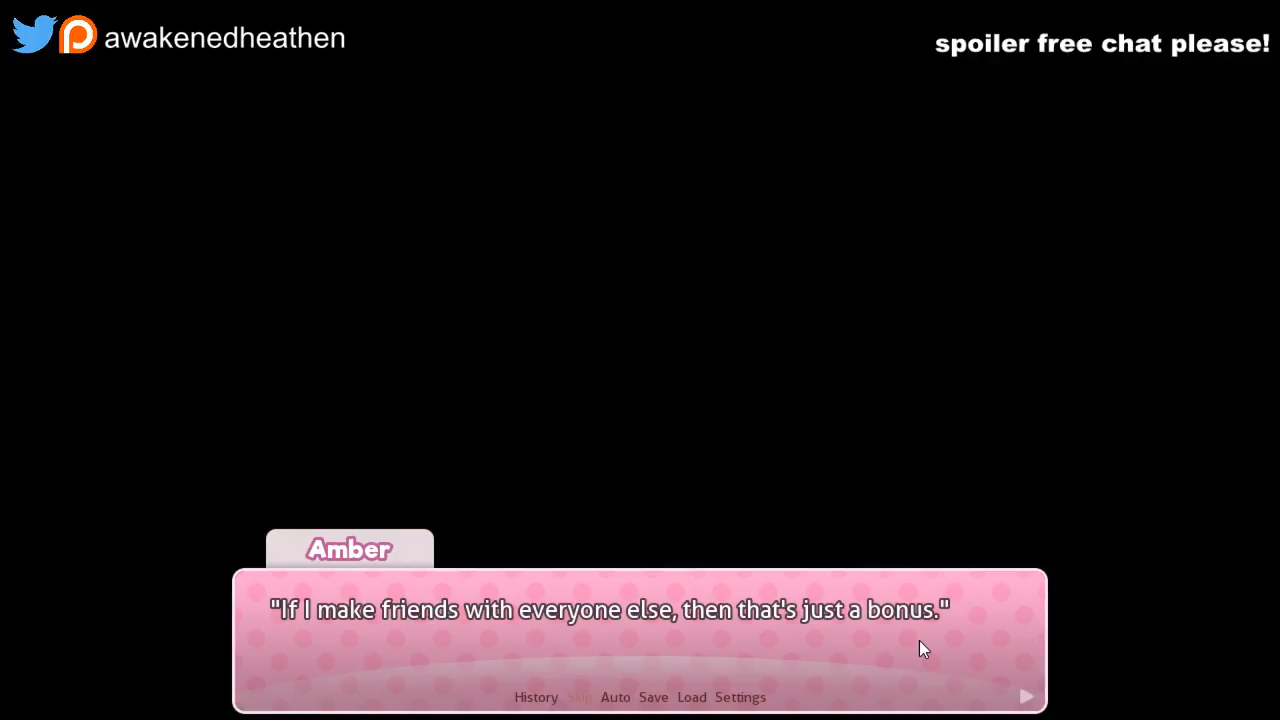 awakenedheathen
spoiler free chat please!
Amber
"If I make friends with everyone else, then that's just a bonus."
History Skip Auto Save Load Settings